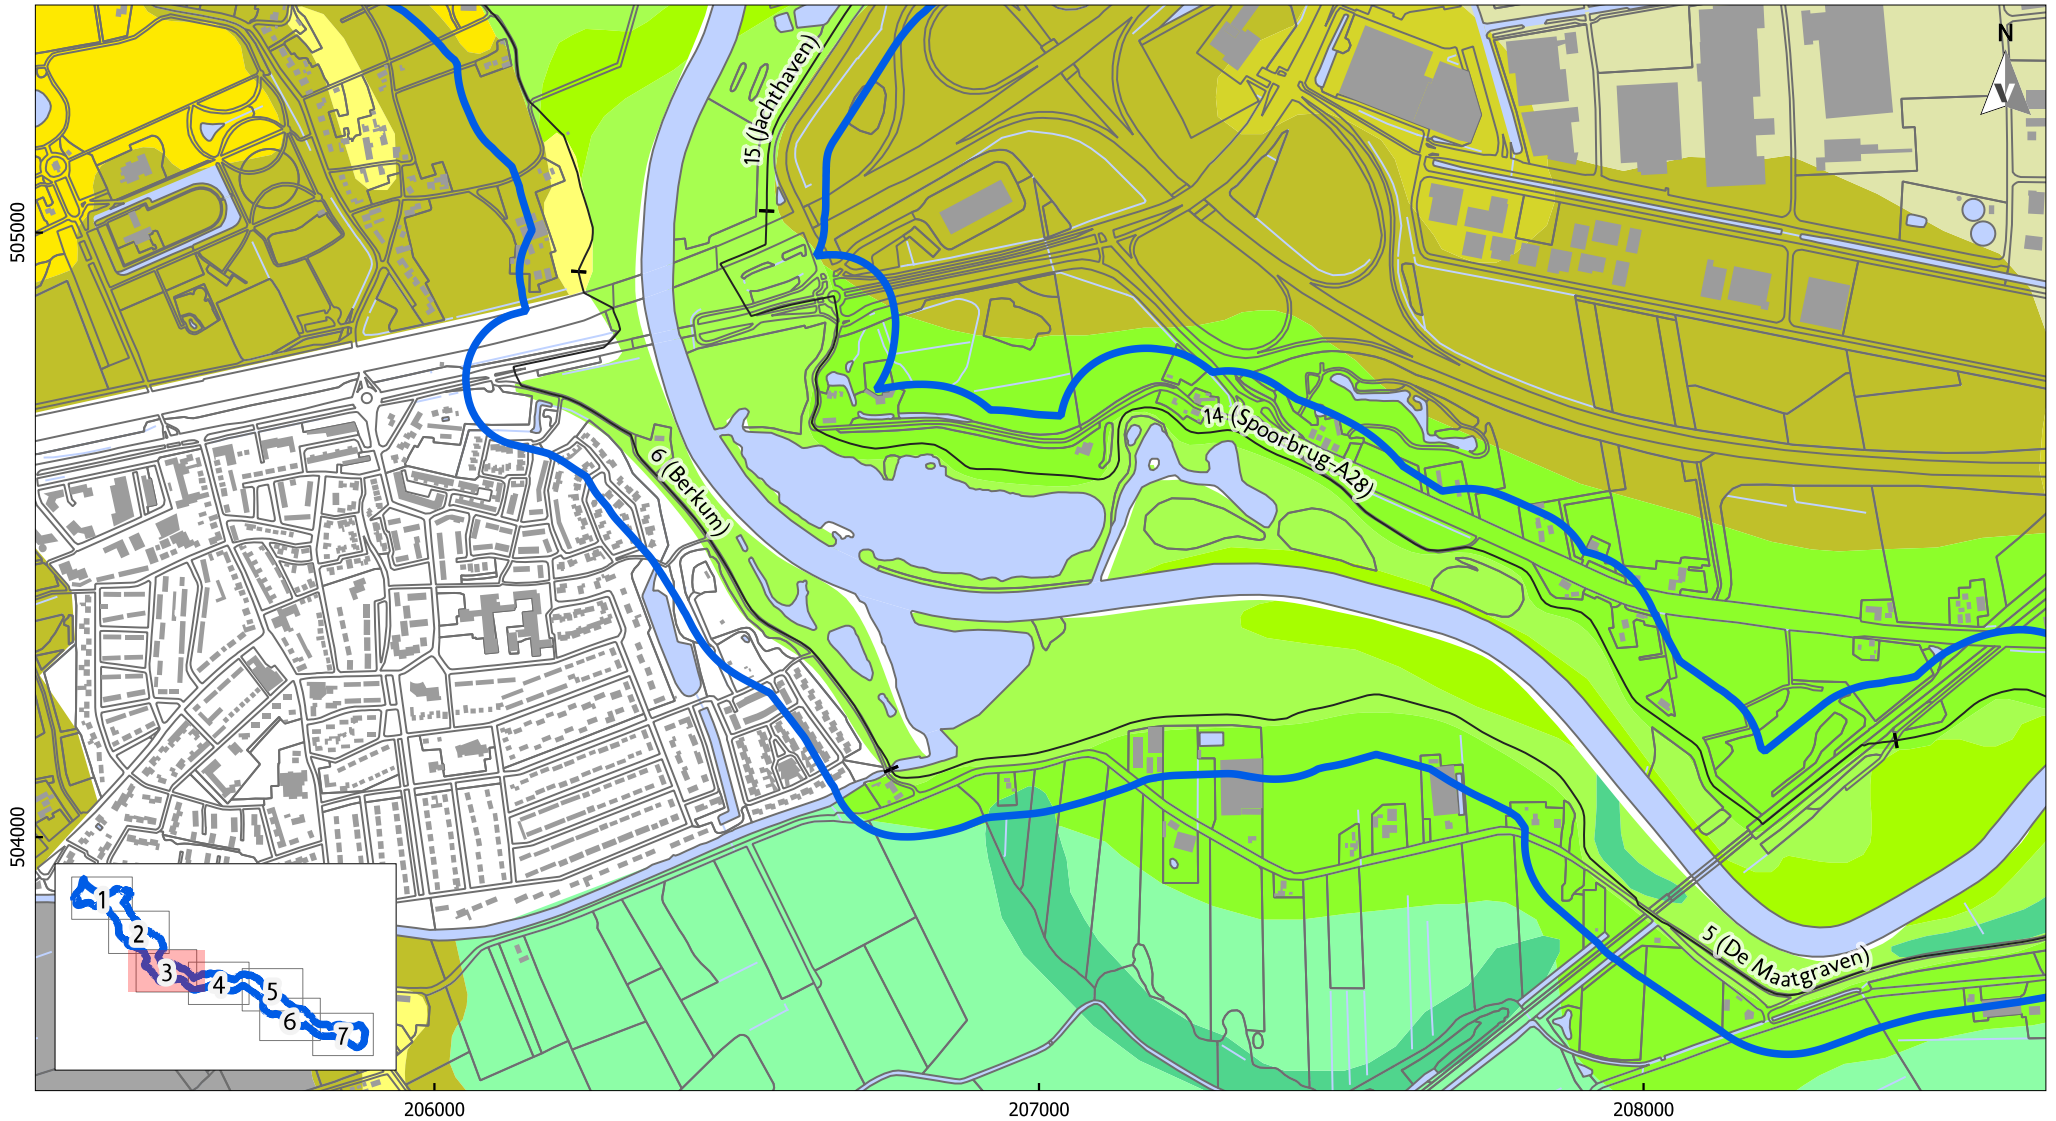 N
V
15 (Jachthaven)
505000
14 (Spoorbrug-A28)
6 (Berkum)
504000
5 (De Maatgraven)
1
2
3
4
5
6
7
206000
207000
208000